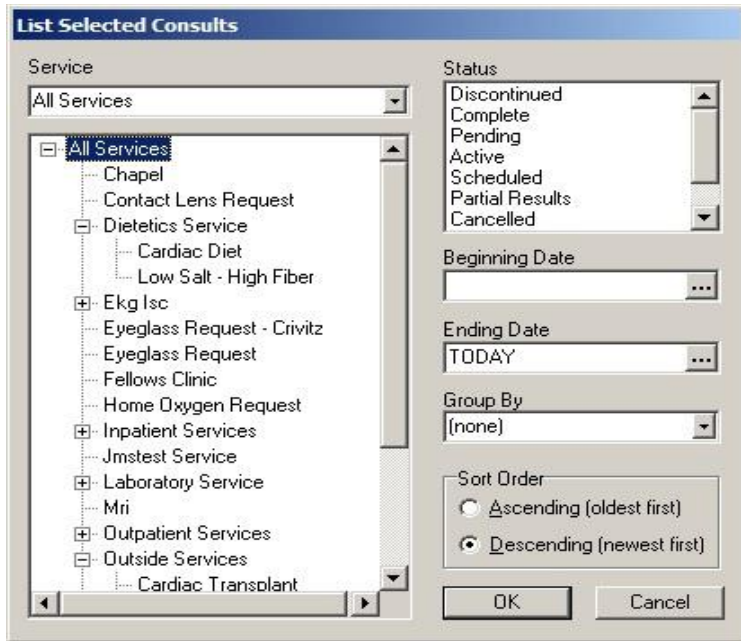 List Selected Consults
Service
All Services
All Services
Chapel
Contact Lens Request
Dietetics Service
Cardiac Diet
Low Salt - High Fiber
Ekg Isc
Eyeglass Request - Crivitz
Eyeglass Request
Fellows Clinic
Home Oxygen Request
Inpatient Services
Jmstest Service
Laboratory Service
Mri
Outpatient Services
Outside Services
Cardiac Transplant
Status
Discontinued
Complete
Pending
Active
Scheduled
Partial Results
Cancelled
Beginning Date
...
Ending Date
TODAY ...
Group By
(none)
Sort Order
Ascending (oldest first)
Descending (newest first)
OK Cancel